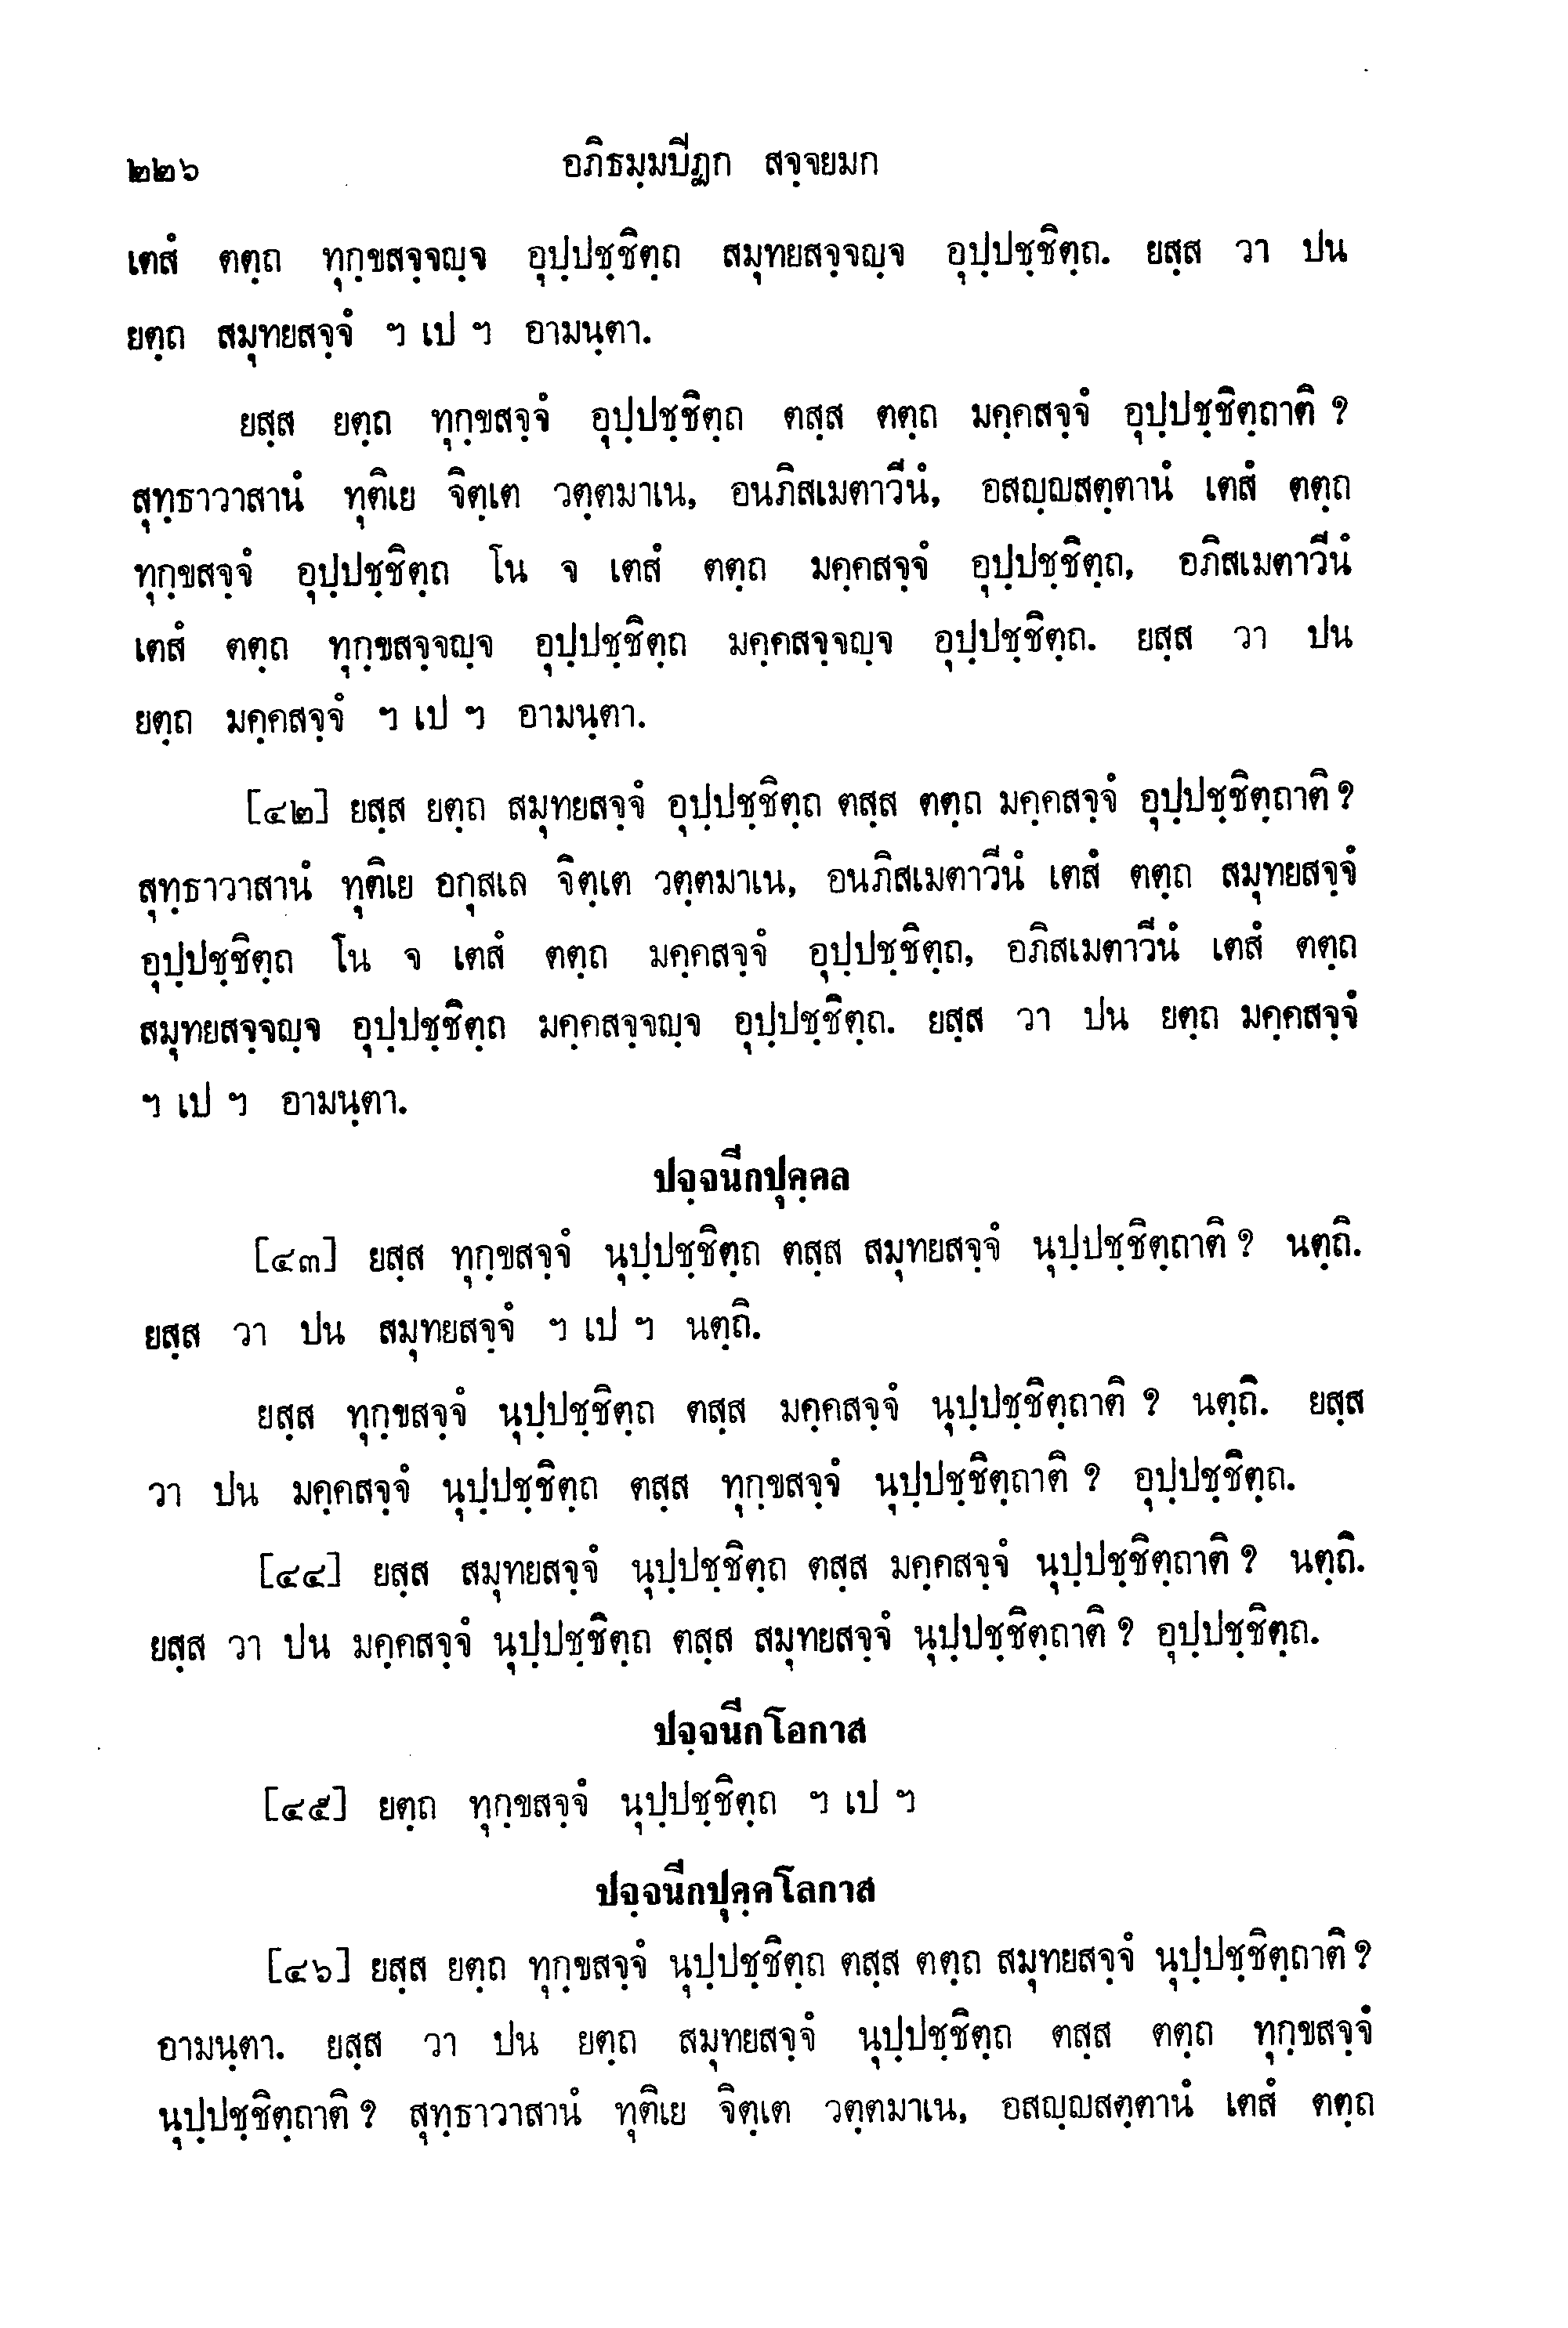 ๒๒๖ อภิธมฺมปีฏก สจฺจยมก
เตสํ ตตฺถ ทุกฺขสจฺจญฺจ อุปฺปชฺชิตฺถ สมุทยสจฺจญฺจ อุปฺปชฺชิตฺถ. ยสฺส วา ปน
ยตฺถ สมุทยสจฺจํ ฯ เป ฯ อามนฺตา.
ยสฺส ยตฺถ ทุกฺขสจฺจํ อุปฺปชฺชิตฺถ ตสฺส ตตฺถ มคฺคสจฺจํ อุปฺปชฺชิตฺถาติ ?
สุทฺธาวาสานํ ทุติเย จิตฺเต วตฺตมาเน, อนภิสเมตาวีนํ, อสญฺญสตฺตานํ เตสํ ตตฺถ
ทุกฺขสจฺจํ อุปฺปชฺชิตฺถ โน จ เตสํ ตตฺถ มคฺคสจฺจํ อุปฺปชฺชิตฺถ, อภิสเมตาวีนํ
เตสํ ตตฺถ ทุกฺขสจฺจญฺจ อุปฺปชฺชิตฺถ มคฺคสจฺจญฺจ อุปฺปชฺชิตฺถ. ยสฺส วา ปน
ยตฺถ มคฺคสจฺจํ ฯ เป ฯ อามนฺตา.
[๔๒] ยสฺส ยตฺถ สมุทยสจฺจํ อุปฺปชฺชิตฺถ ตสฺส ตตฺถ มคฺคสจฺจํ อุปฺปชฺชิตฺถาติ ?
สุทฺธาวาสานํ ทุติเย อกุสเล จิตฺเต วตฺตมาเน, อนภิสเมตาวีนํ เตสํ ตตฺถ สมุทยสจฺจํ
อุปฺปชฺชิตฺถ โน จ เตสํ ตตฺถ มคฺคสจฺจํ อุปฺปชฺชิตฺถ, อภิสเมตาวีนํ เตสํ ตตฺถ
สมุทยสจฺจญฺจ อุปฺปชฺชิตฺถ มคฺคสจฺจญฺจ อุปฺปชฺชิตฺถ. ยสฺส วา ปน ยตฺถ มคฺคสจฺจํ
ฯ เป ฯ อามนฺตา.
ปจฺจนีกปุคฺคล
[๔๓] ยสฺส ทุกฺขสจฺจํ นุปฺปชฺชิตฺถ ตสฺส สมุทยสจฺจํ นุปฺปชฺชิตฺถาติ ? นตฺถิ.
ยสฺส วา ปน สมุทยสจฺจํ ฯ เป ฯ นตฺถิ.
ยสฺส ทุกฺขสจฺจํ นุปฺปชฺชิตฺถ ตสฺส มคฺคสจฺจํ นุปฺปชฺชิตฺถาติ ? นตฺถิ. ยสฺส
วา ปน มคฺคสจฺจํ นุปฺปชฺชิตฺถ ตสฺส ทุกฺขสจฺจํ นุปฺปชฺชิตฺถาติ ? อุปฺปชฺชิตฺถ.
[๔๔] ยสฺส สมุทยสจฺจํ นุปฺปชฺชิตฺถ ตสฺส มคฺคสจฺจํ นุปฺปชฺชิตฺถาติ ? นตฺถิ.
ยสฺส วา ปน มคฺคสจฺจํ นุปฺปชฺชิตฺถ ตสฺส สมุทยสจฺจํ นุปฺปชฺชิตฺถาติ ? อุปฺปชฺชิตฺถ.
ปจฺจนีกโอกาส
[๔๕] ยตฺถ ทุกฺขสจฺจํ นุปฺปชฺชิตฺถ ฯ เป ฯ
ปจฺจนีกปุคฺคโลกาส
[๔๖] ยสฺส ยตฺถ ทุกฺขสจฺจํ นุปฺปชฺชิตฺถ ตสฺส ตตฺถ สมุทยสจฺจํ นุปฺปชฺชิตฺถาติ ?
อามนฺตา. ยสฺส วา ปน ยตฺถ สมุทยสจฺจํ นุปฺปชฺชิตฺถ ตสฺส ตตฺถ ทุกฺขสจฺจํ
นุปฺปชฺชิตฺถาติ ? สุทฺธาวาสานํ ทุติเย จิตฺเต วตฺตมาเน, อสญฺญสตฺตานํ เตสํ ตตฺถ